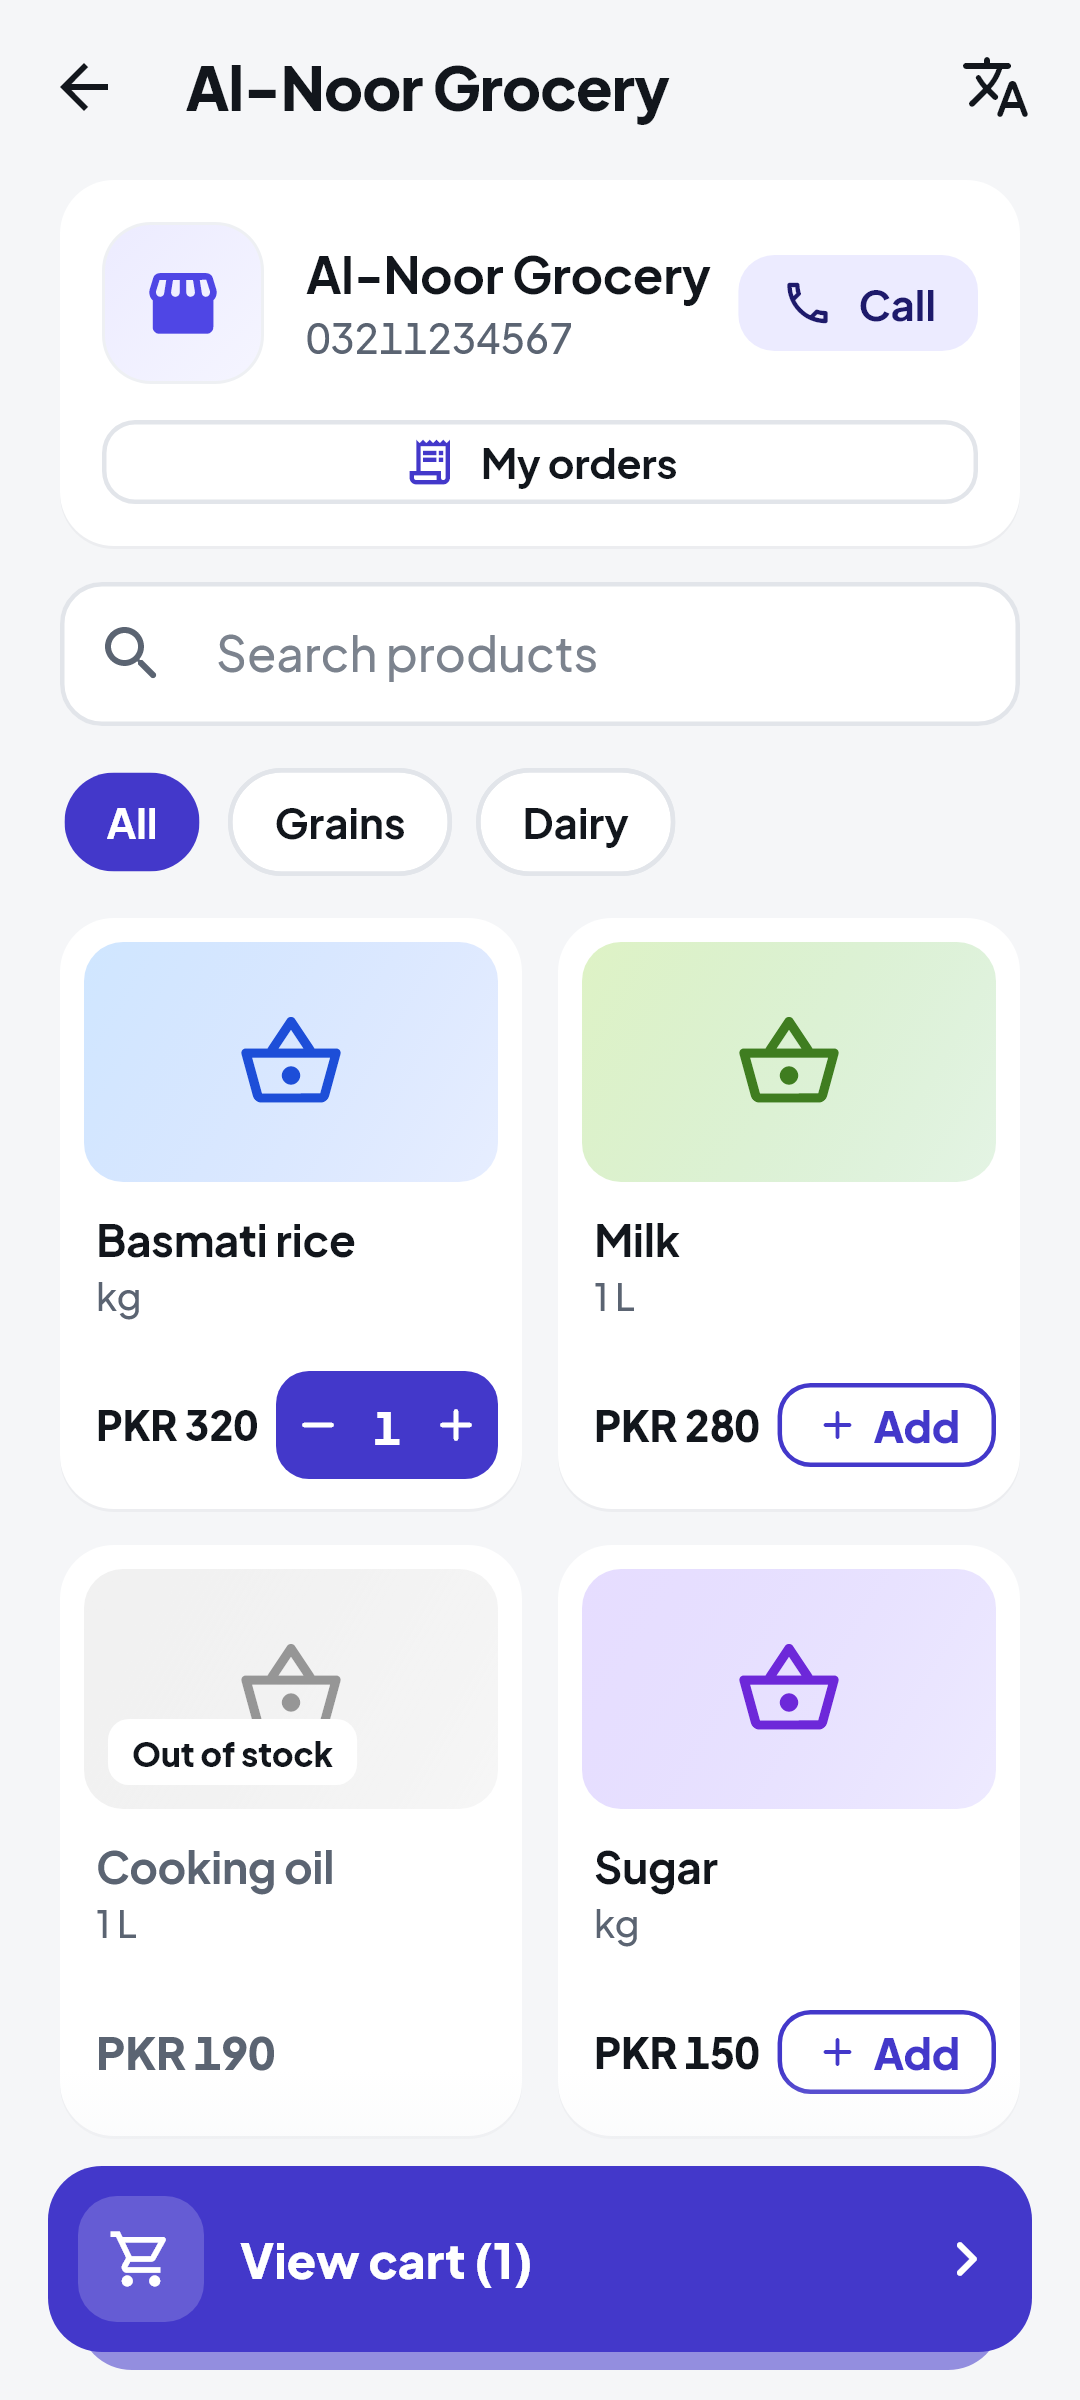 Al-Noor Grocery
Al-Noor Grocery
03211234567
Call
My orders
Search products
All
Grains
Dairy
Basmati rice
kg
PKR 320
1
Milk
1 L
PKR 280
Add
Out of stock
Cooking oil
1 L
PKR 190
Sugar
kg
PKR 150
Add
View cart (1)